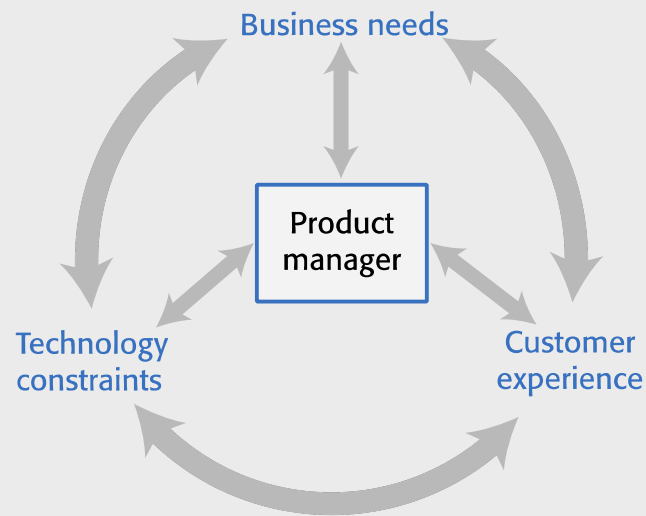 Business needs
Product
manager
Technology
constraints
Customer
experience